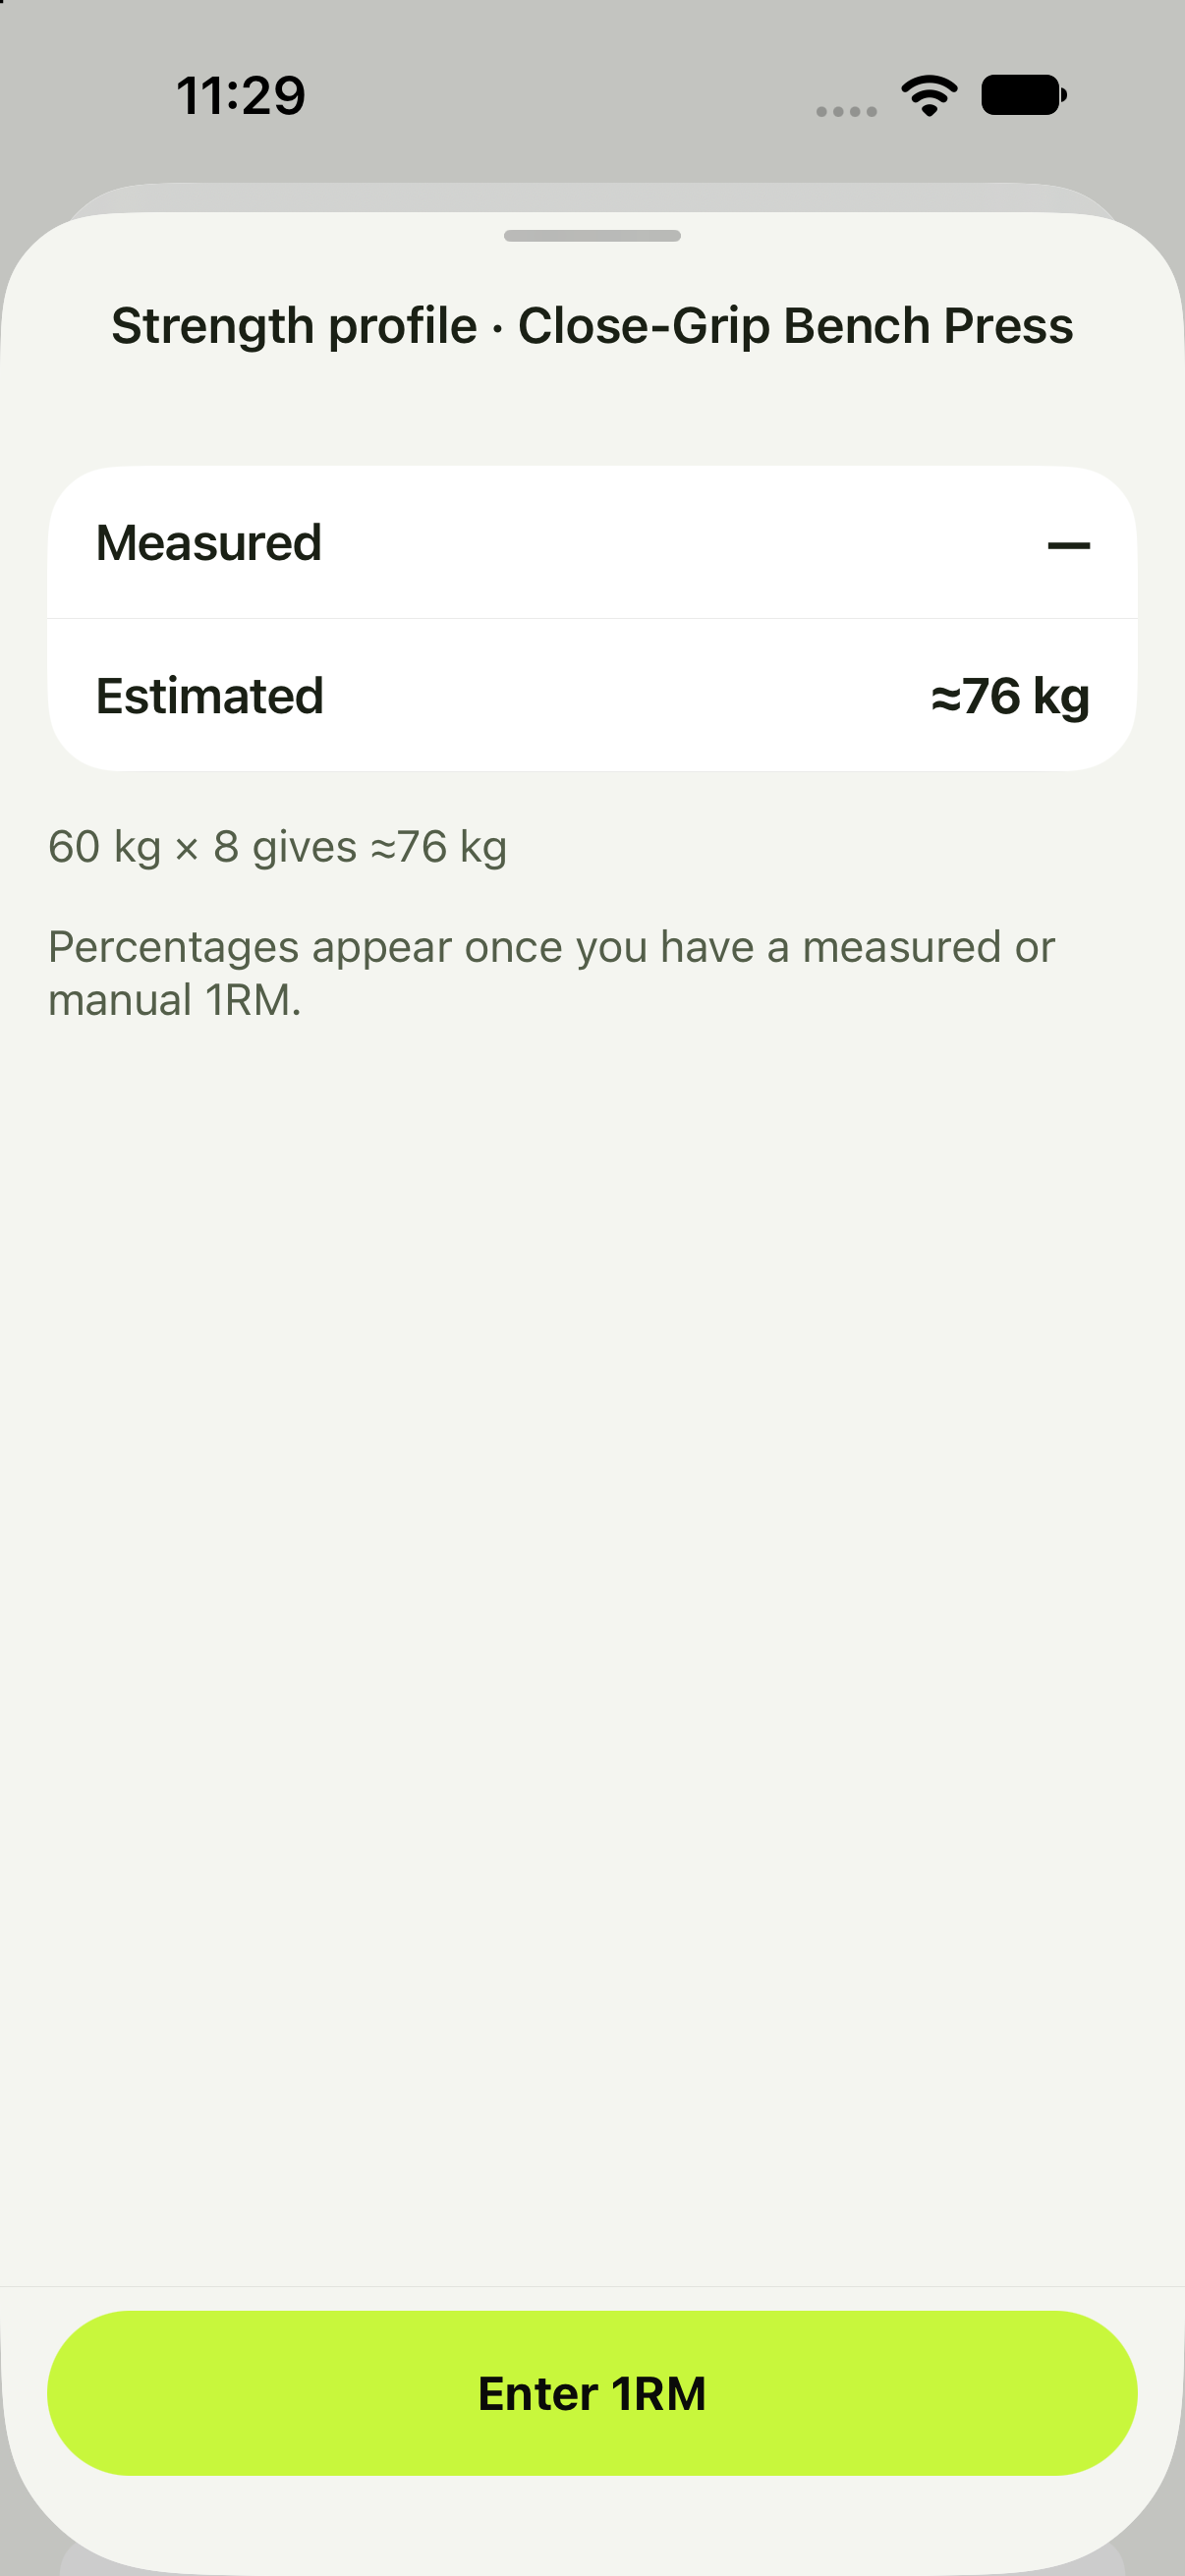 11:29
Strength profile · Close-Grip Bench Press
Measured —
Estimated ≈76 kg
60 kg × 8 gives ≈76 kg
Percentages appear once you have a measured or
manual 1RM.
Enter 1RM